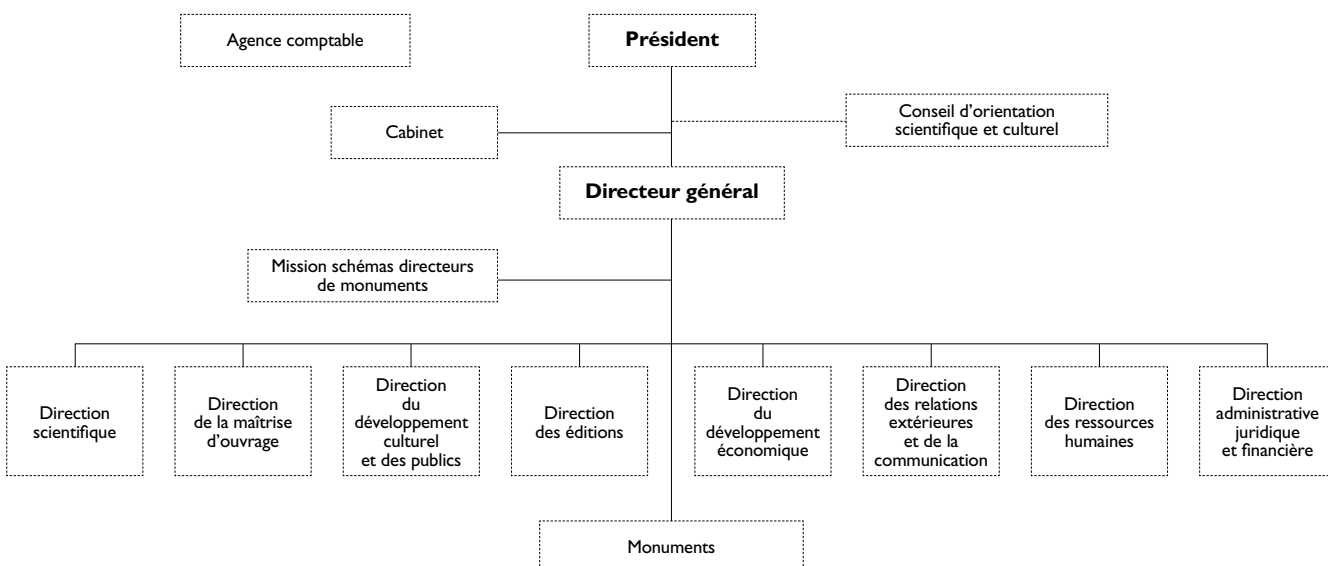 Agence comptable
Président
Cabinet
Conseil d’orientation
scientifique et culturel
Directeur général
Mission schémas directeurs
de monuments
Direction
scientifique
Direction
de la maîtrise
d’ouvrage
Direction
du
développement
culturel
et des publics
Direction
des éditions
Direction
du
développement
économique
Direction
des relations
extérieures
et de la
communication
Direction
des ressources
humaines
Direction
administrative
juridique
et financière
Monuments